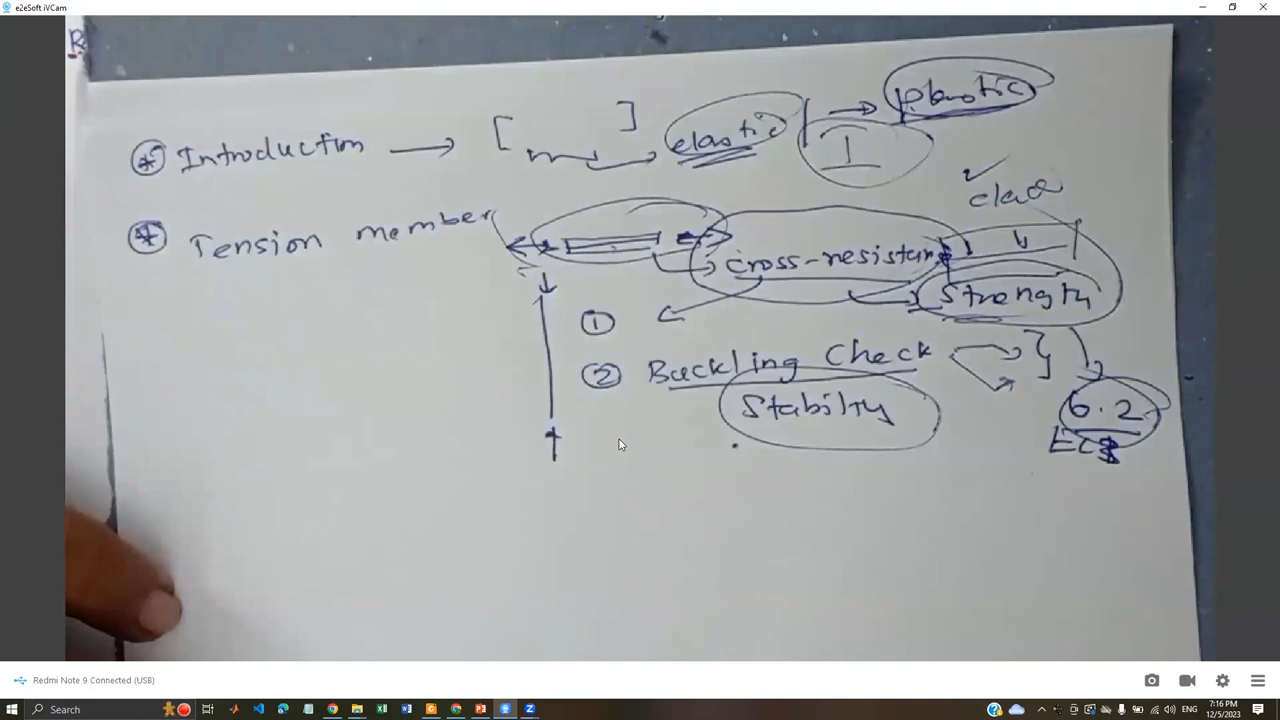 e2eSoft iVCam
R
* Introduction → [ ] elastic | → plastic
I
class
* Tension member
cross-resistance
strength
①
② Buckling Check
Stability
6.2
EC3
Redmi Note 9 Connected (USB)
Search
ENG
7:16 PM
12/5/2023